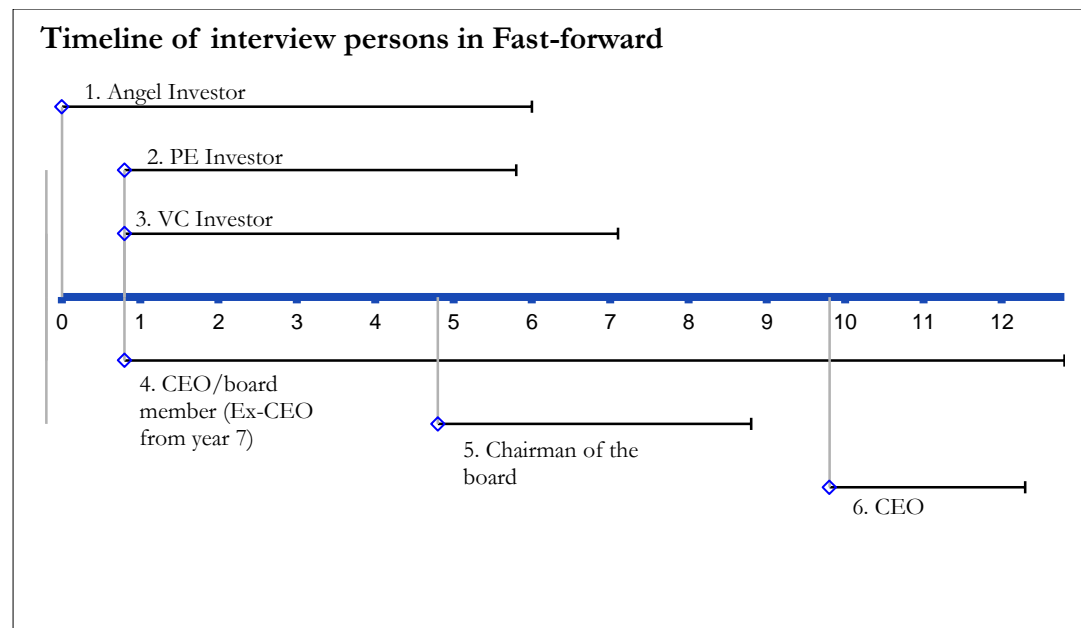 Timeline of interview persons in Fast-forward
1. Angel Investor
2. PE Investor
3. VC Investor
0 1 2 3 4 5 6 7 8 9 10 11 12
4. CEO/board
member (Ex-CEO
from year 7)
5. Chairman of the
board
6. CEO